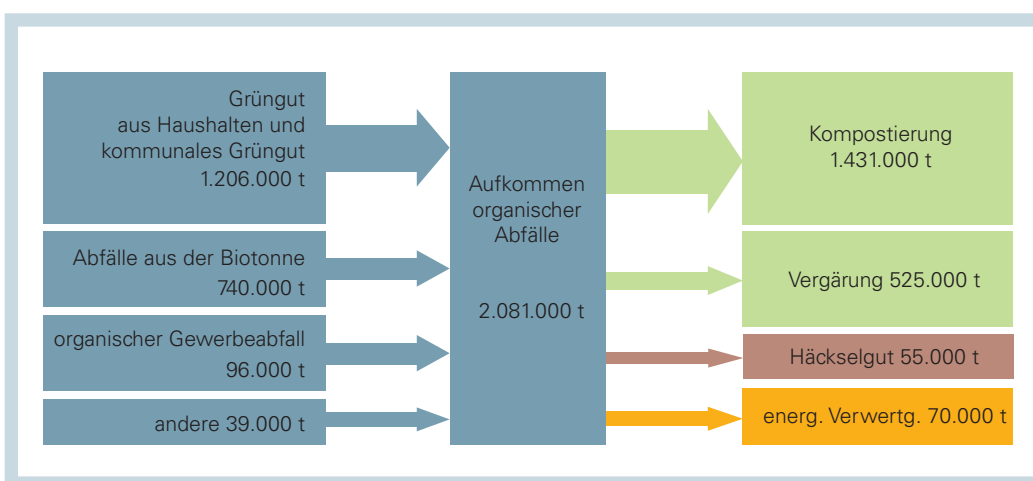 Grüngut
aus Haushalten und
kommunales Grüngut
1.206.000 t
Abfälle aus der Biotonne
740.000 t
organischer Gewerbeabfall
96.000 t
andere 39.000 t
Aufkommen
organischer
Abfälle
2.081.000 t
Kompostierung
1.431.000 t
Vergärung 525.000 t
Häckselgut 55.000 t
energ. Verwertg. 70.000 t